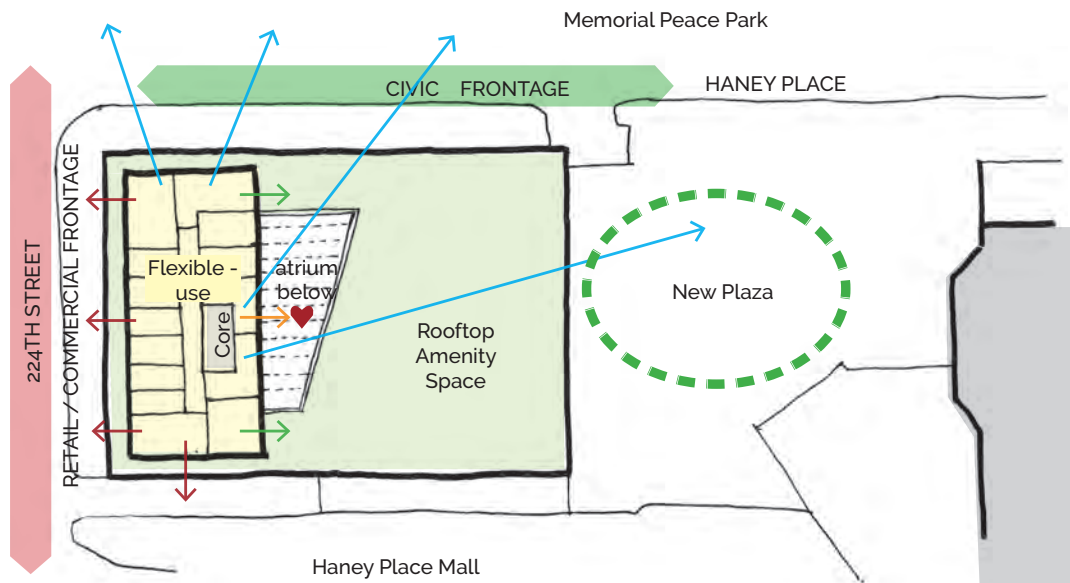 Memorial Peace Park
CIVIC FRONTAGE
HANEY PLACE
224TH STREET
RETAIL / COMMERCIAL FRONTAGE
Flexible -
use
atrium
below
Core
Rooftop
Amenity
Space
New Plaza
Haney Place Mall